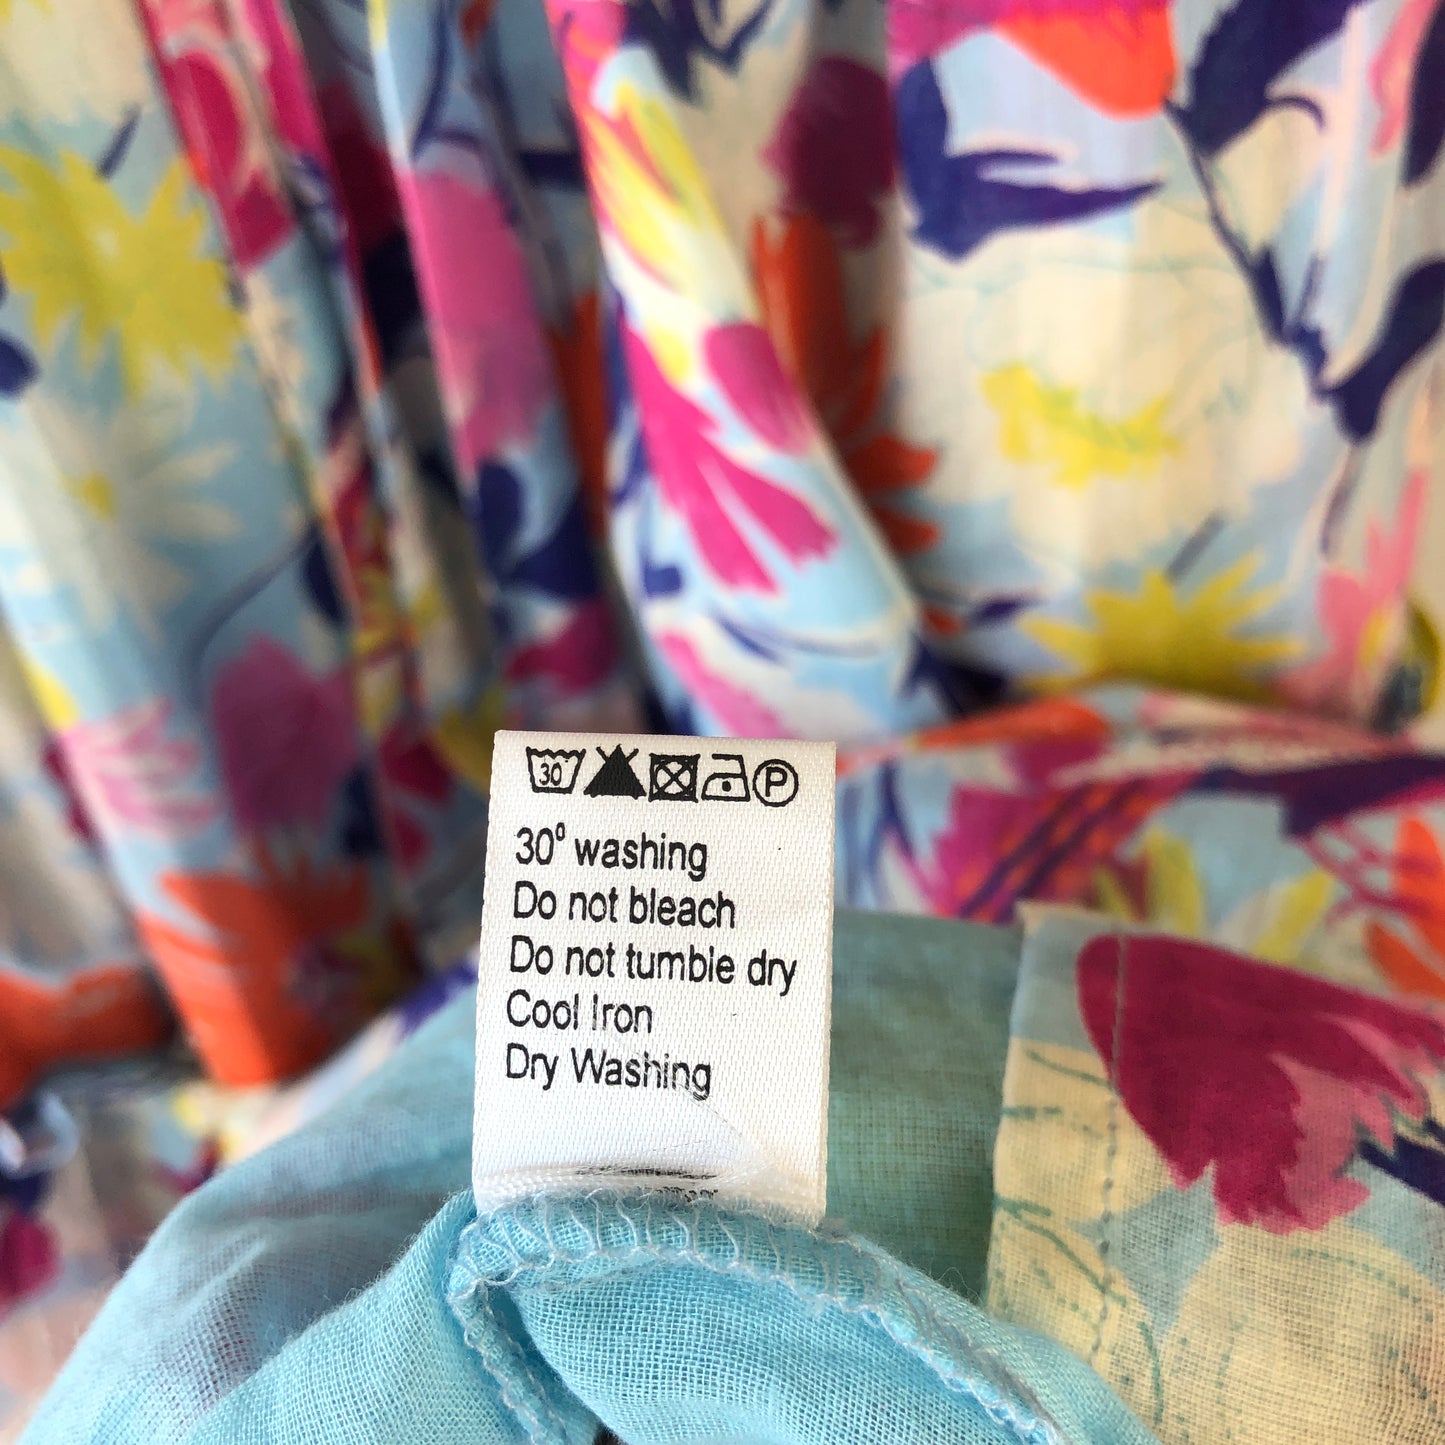 30 P
30° washing
Do not bleach
Do not tumble dry
Cool Iron
Dry Washing